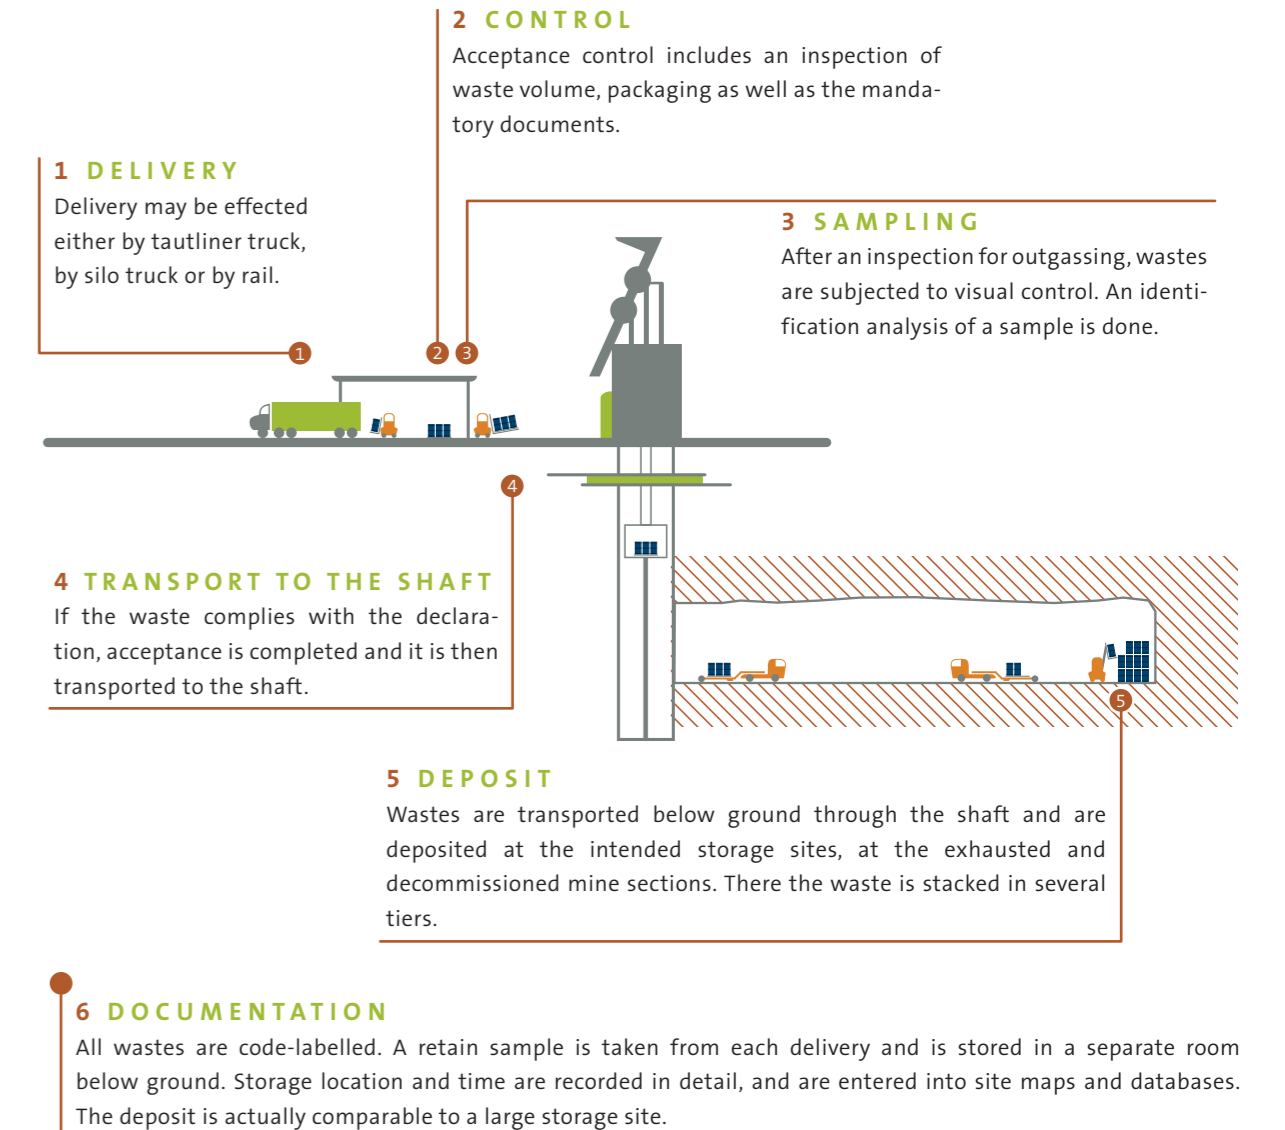 2 CONTROL
Acceptance control includes an inspection of
waste volume, packaging as well as the manda-
tory documents.
1 DELIVERY
Delivery may be effected
either by tautliner truck,
by silo truck or by rail.
3 SAMPLING
After an inspection for outgassing, wastes
are subjected to visual control. An identi-
fication analysis of a sample is done.
1
2
3
4
4 TRANSPORT TO THE SHAFT
If the waste complies with the declara-
tion, acceptance is completed and it is then
transported to the shaft.
5
5 DEPOSIT
Wastes are transported below ground through the shaft and are
deposited at the intended storage sites, at the exhausted and
decommissioned mine sections. There the waste is stacked in several
tiers.
6 DOCUMENTATION
All wastes are code-labelled. A retain sample is taken from each delivery and is stored in a separate room
below ground. Storage location and time are recorded in detail, and are entered into site maps and databases.
The deposit is actually comparable to a large storage site.